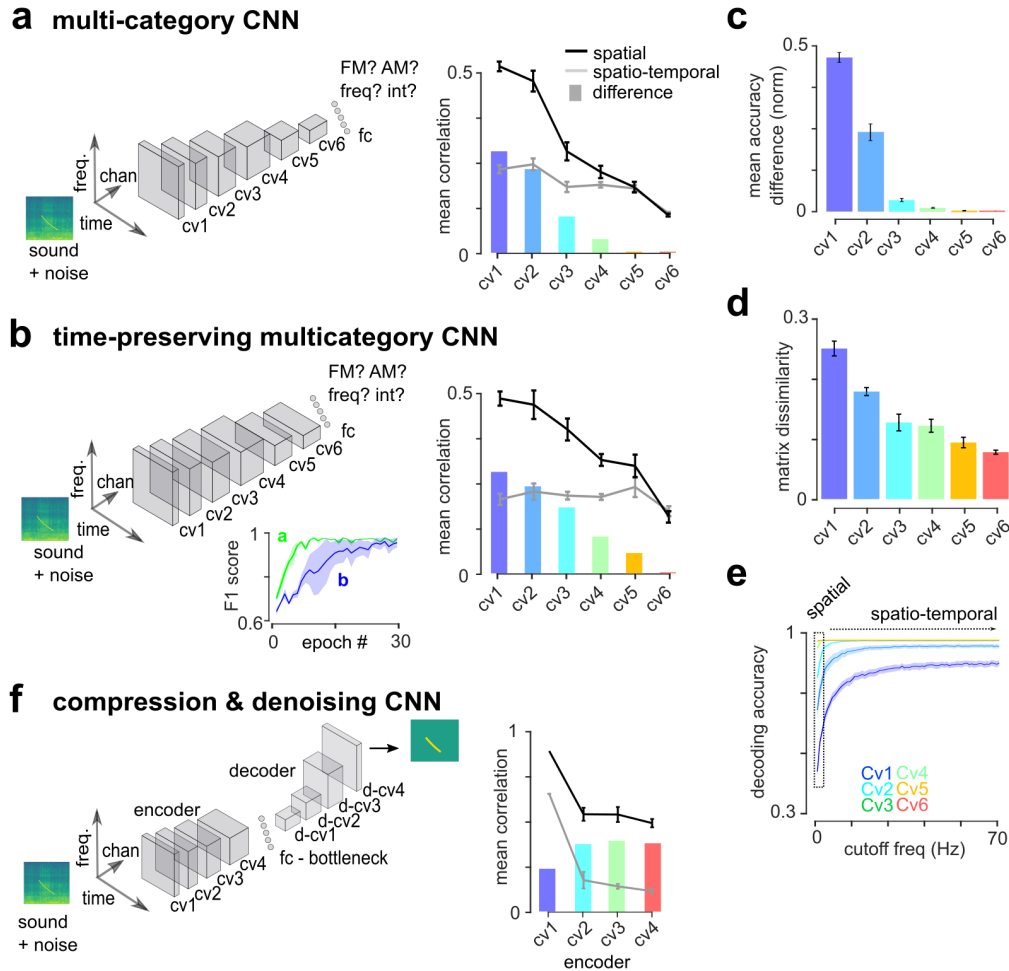 a multi-category CNN
FM? AM?
freq? int?
fc
cv6
cv5
cv4
cv3
cv2
cv1
freq.
chan
time
sound
+ noise
spatial
spatio-temporal
difference
0.5
0
mean correlation
cv1 cv2 cv3 cv4 cv5 cv6
c
0.5
0
mean accuracy
difference (norm)
cv1 cv2 cv3 cv4 cv5 cv6
b time-preserving multicategory CNN
FM? AM?
freq? int?
fc
cv6
cv5
cv4
cv3
cv2
cv1
freq.
chan
time
sound
+ noise
1
0.6
F1 score
a
b
0 30
epoch #
0.5
0
mean correlation
cv1 cv2 cv3 cv4 cv5 cv6
d
0.3
0
matrix dissimilarity
cv1 cv2 cv3 cv4 cv5 cv6
e
spatial
spatio-temporal
1
0.3
decoding accuracy
Cv1 Cv4
Cv2 Cv5
Cv3 Cv6
0 70
cutoff freq (Hz)
f compression & denoising CNN
decoder
d-cv4
d-cv3
d-cv2
d-cv1
encoder
cv4
cv3
cv2
cv1
fc - bottleneck
freq.
chan
time
sound
+ noise
1
0
mean correlation
cv1 cv2 cv3 cv4
encoder